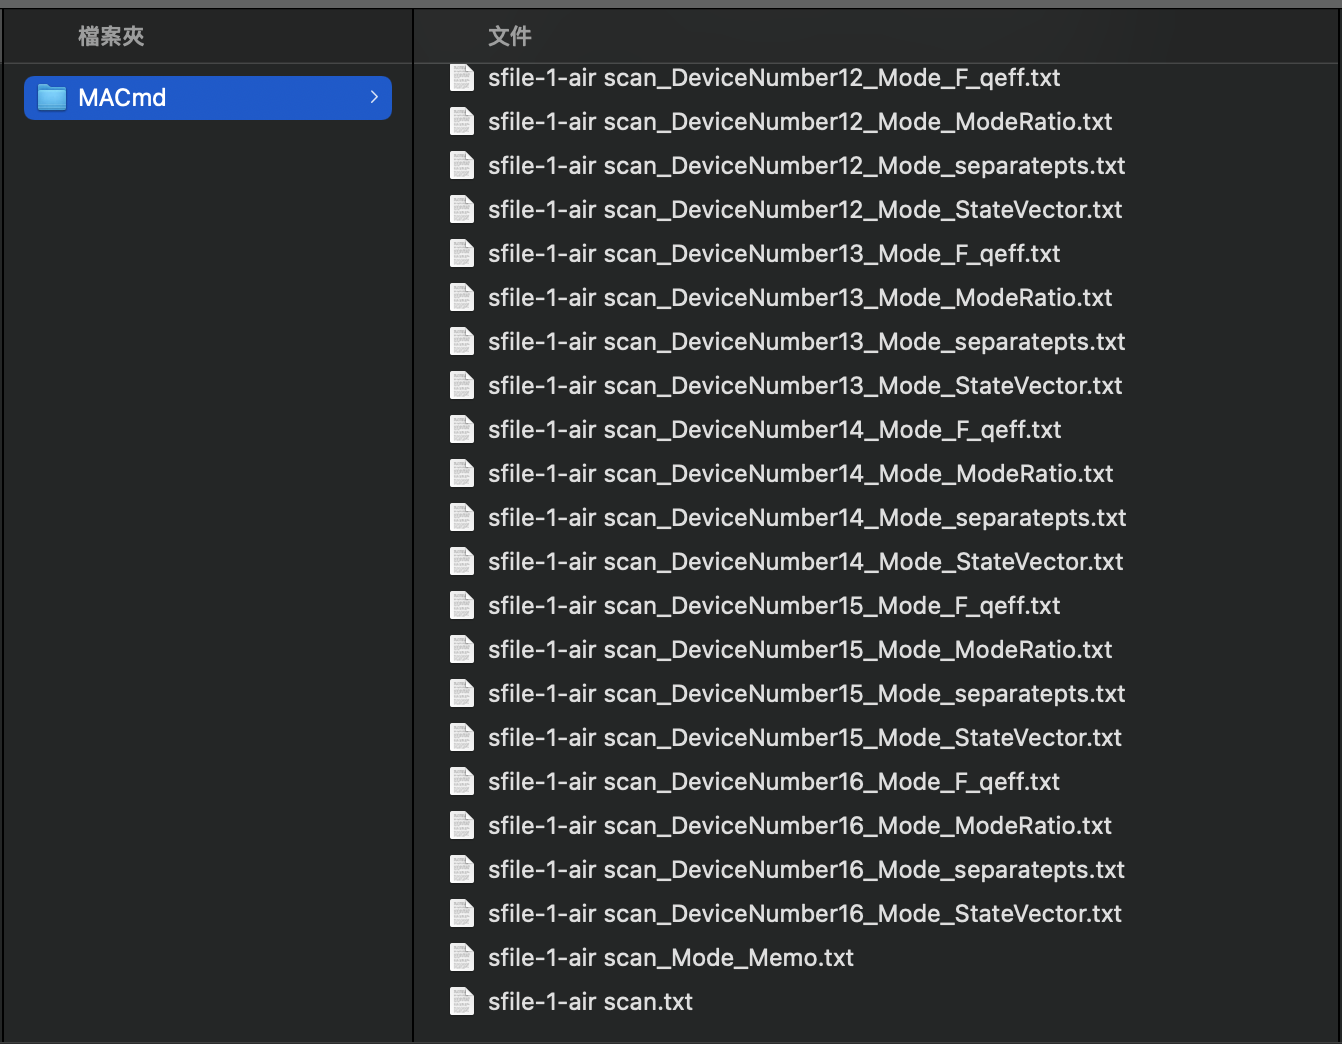 檔案夾
文件
MACmd
sfile-1-air scan_DeviceNumber12_Mode_F_qeff.txt
sfile-1-air scan_DeviceNumber12_Mode_ModeRatio.txt
sfile-1-air scan_DeviceNumber12_Mode_separatepts.txt
sfile-1-air scan_DeviceNumber12_Mode_StateVector.txt
sfile-1-air scan_DeviceNumber13_Mode_F_qeff.txt
sfile-1-air scan_DeviceNumber13_Mode_ModeRatio.txt
sfile-1-air scan_DeviceNumber13_Mode_separatepts.txt
sfile-1-air scan_DeviceNumber13_Mode_StateVector.txt
sfile-1-air scan_DeviceNumber14_Mode_F_qeff.txt
sfile-1-air scan_DeviceNumber14_Mode_ModeRatio.txt
sfile-1-air scan_DeviceNumber14_Mode_separatepts.txt
sfile-1-air scan_DeviceNumber14_Mode_StateVector.txt
sfile-1-air scan_DeviceNumber15_Mode_F_qeff.txt
sfile-1-air scan_DeviceNumber15_Mode_ModeRatio.txt
sfile-1-air scan_DeviceNumber15_Mode_separatepts.txt
sfile-1-air scan_DeviceNumber15_Mode_StateVector.txt
sfile-1-air scan_DeviceNumber16_Mode_F_qeff.txt
sfile-1-air scan_DeviceNumber16_Mode_ModeRatio.txt
sfile-1-air scan_DeviceNumber16_Mode_separatepts.txt
sfile-1-air scan_DeviceNumber16_Mode_StateVector.txt
sfile-1-air scan_Mode_Memo.txt
sfile-1-air scan.txt